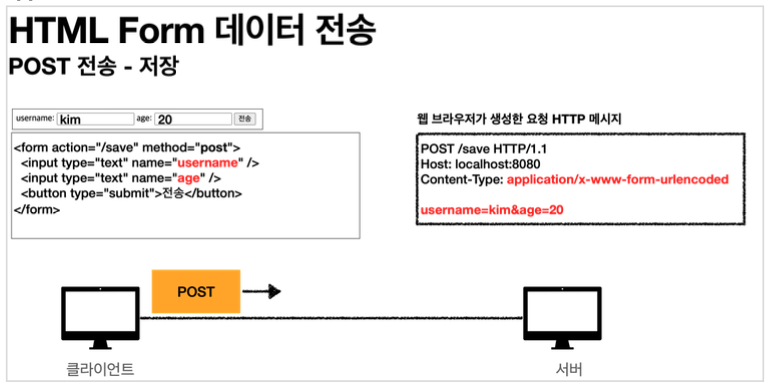 HTML Form 데이터 전송
POST 전송 - 저장
username: kim age: 20 전송
<form action="/save" method="post">
<input type="text" name="username" />
<input type="text" name="age" />
<button type="submit">전송</button>
</form>
웹 브라우저가 생성한 요청 HTTP 메시지
POST /save HTTP/1.1
Host: localhost:8080
Content-Type: application/x-www-form-urlencoded
username=kim&age=20
POST
클라이언트
서버